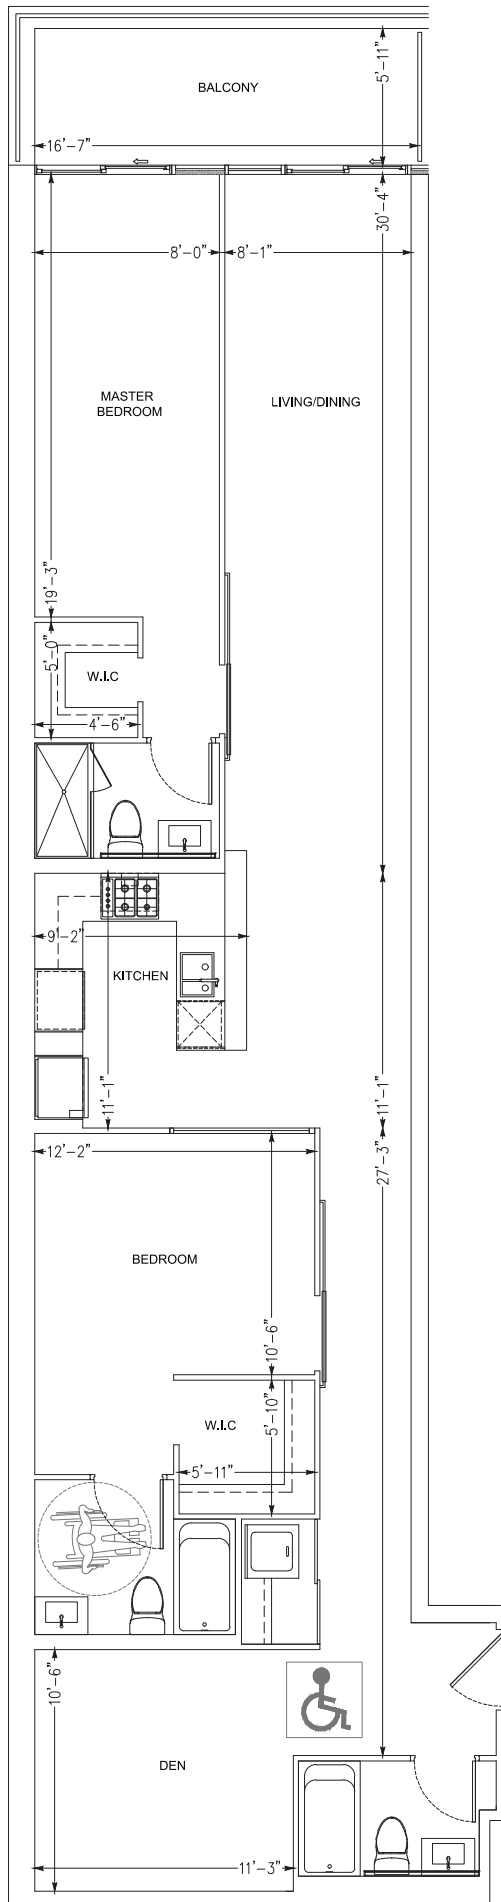 5'-11"
BALCONY
16'-7"
30'-4"
8'-0"
8'-1"
MASTER
BEDROOM
LIVING/DINING
19'-3"
5'-0"
W.I.C
4'-6"
9'-2"
KITCHEN
11'-1"
11'-1"
12'-2"
27'-3"
BEDROOM
10'-6"
5'-10"
W.I.C
5'-11"
10'-6"
DEN
11'-3"